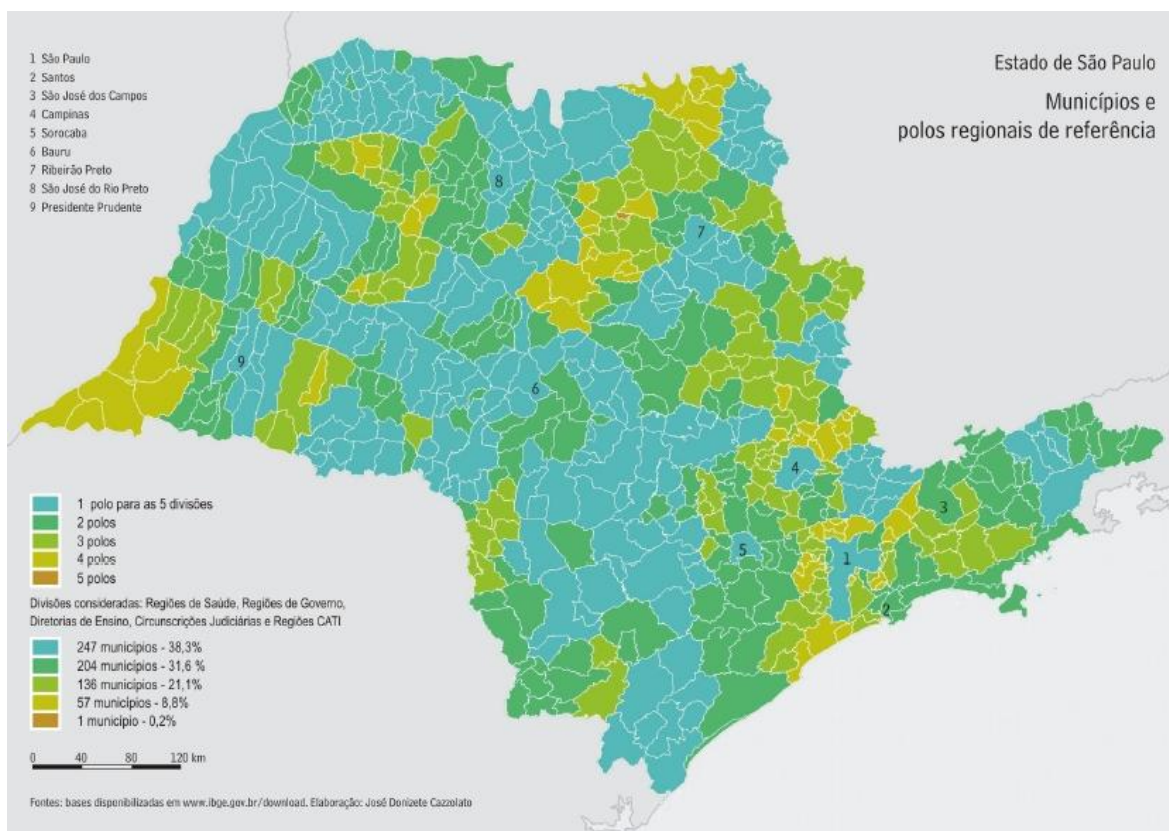 1 São Paulo
2 Santos
3 São José dos Campos
4 Campinas
5 Sorocaba
6 Bauru
7 Ribeirão Preto
8 São José do Rio Preto
9 Presidente Prudente
Estado de São Paulo
Municípios e
polos regionais de referência
8
7
9
6
4
3
5
1
2
1 polo para as 5 divisões
2 polos
3 polos
4 polos
5 polos
Divisões consideradas: Regiões de Saúde, Regiões de Governo,
Diretorias de Ensino, Circunscrições Judiciárias e Regiões CATI
247 municípios - 38,3%
204 municípios - 31,6 %
136 municípios - 21,1%
57 municípios - 8,8%
1 município - 0,2%
0 40 80 120 km
Fontes: bases disponibilizadas em www.ibge.gov.br/download. Elaboração: José Donizete Cazzolato